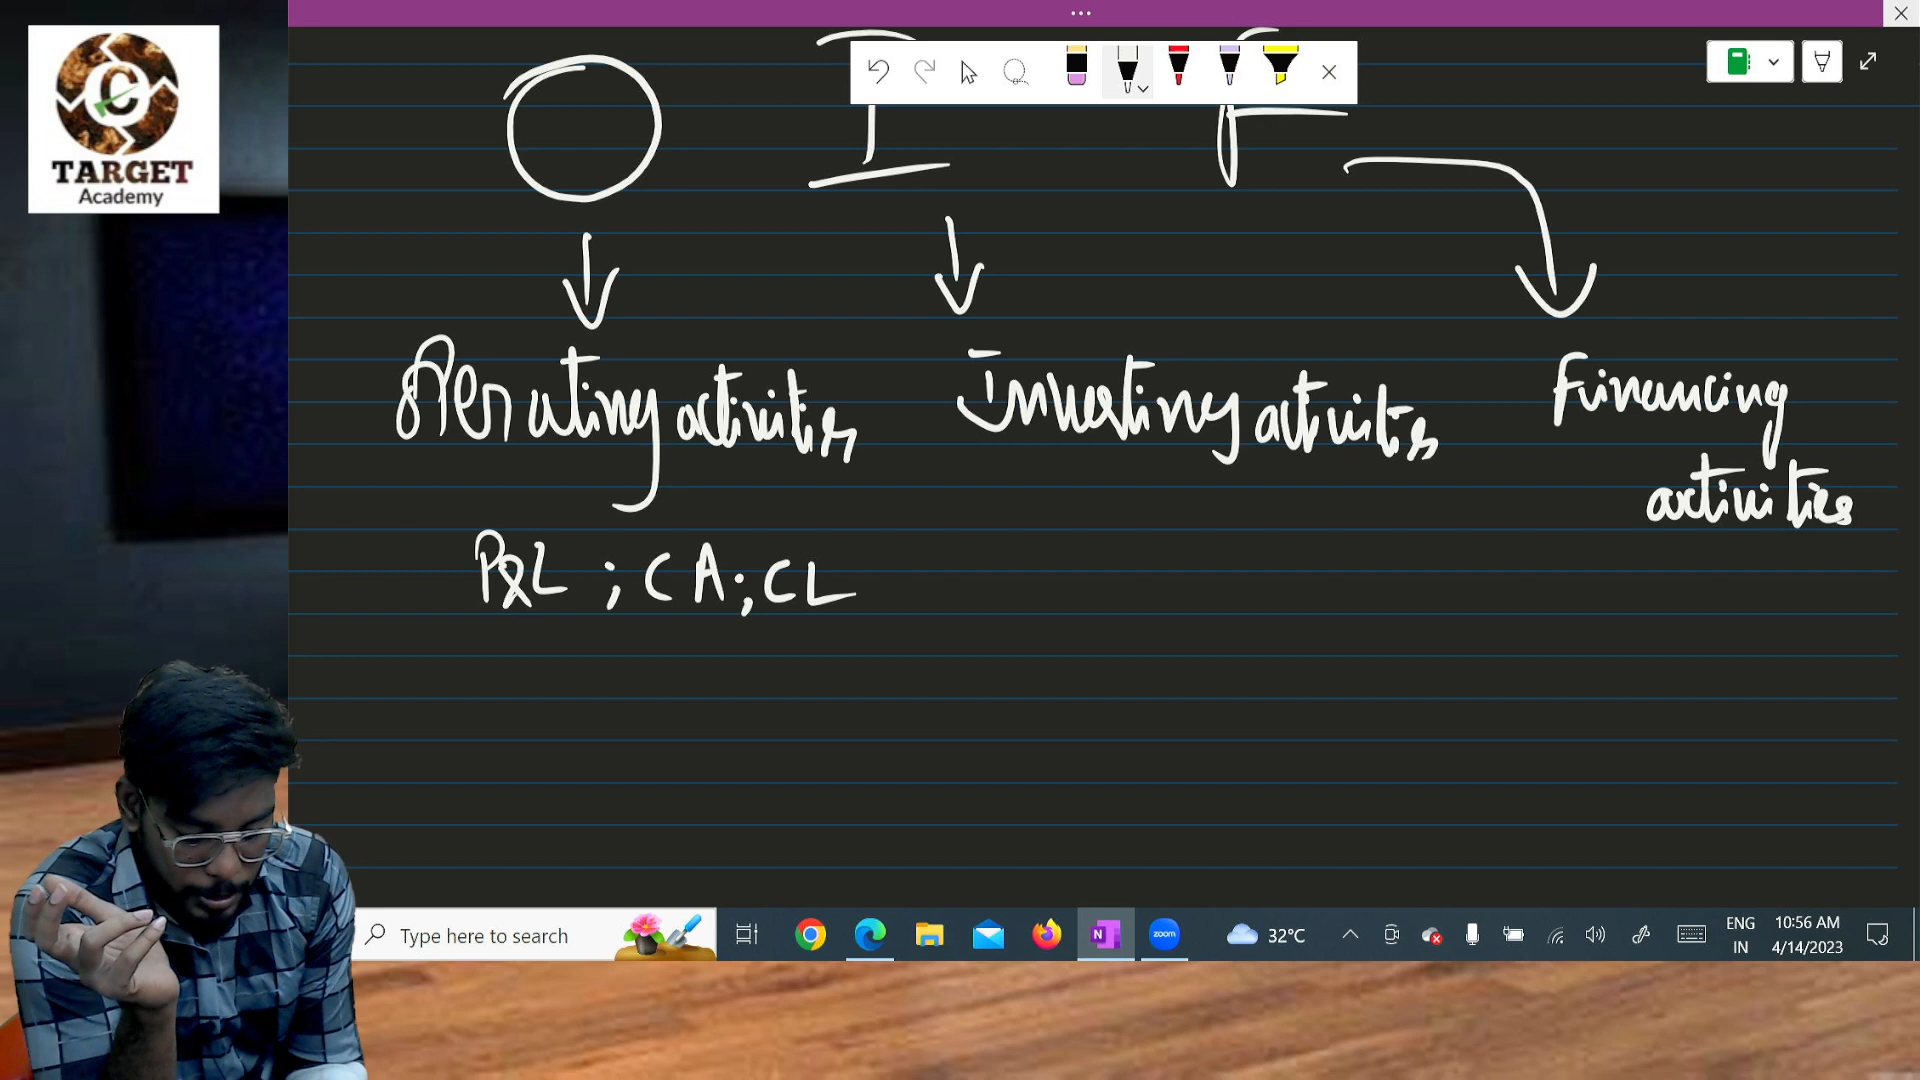 C
TARGET
Academy
O I F
Operating activities Investing activities Financing
activities
P&L ; CA ; CL
Type here to search
zoom
32°C
ENG
IN
10:56 AM
4/14/2023